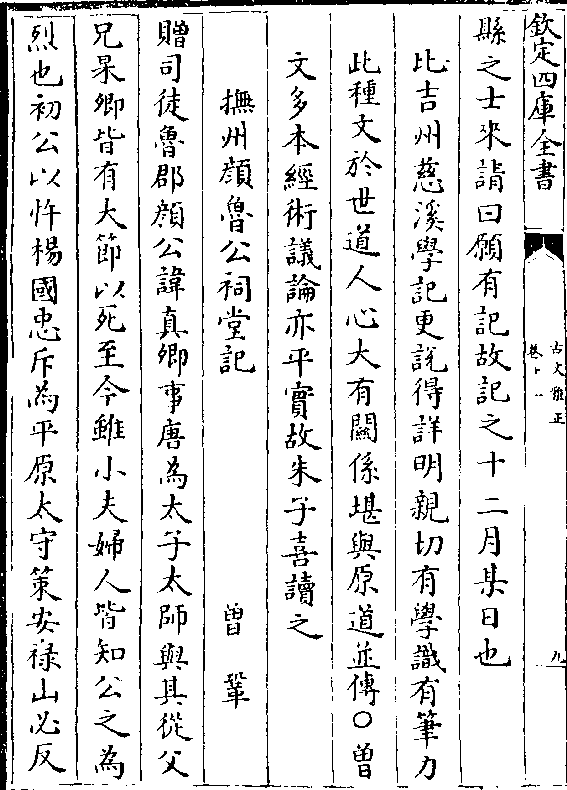 欽定四庫全書
古文雅正
卷十一
九
縣之士來請曰願有記故記之十二月某日也
比吉州慈溪學記更說得詳明親切有學識有筆力
此種文於世道人心大有關係堪與原道並傳○曾
文多本經術議論亦平實故朱子喜讀之
撫州顔魯公祠堂記
曾鞏
贈司徒魯郡顔公諱真卿事唐為太子太師與其從父
兄杲卿皆有大節以死至今雖小夫婦人皆知公之為
烈也初公以忤楊國忠斥為平原太守策安祿山必反